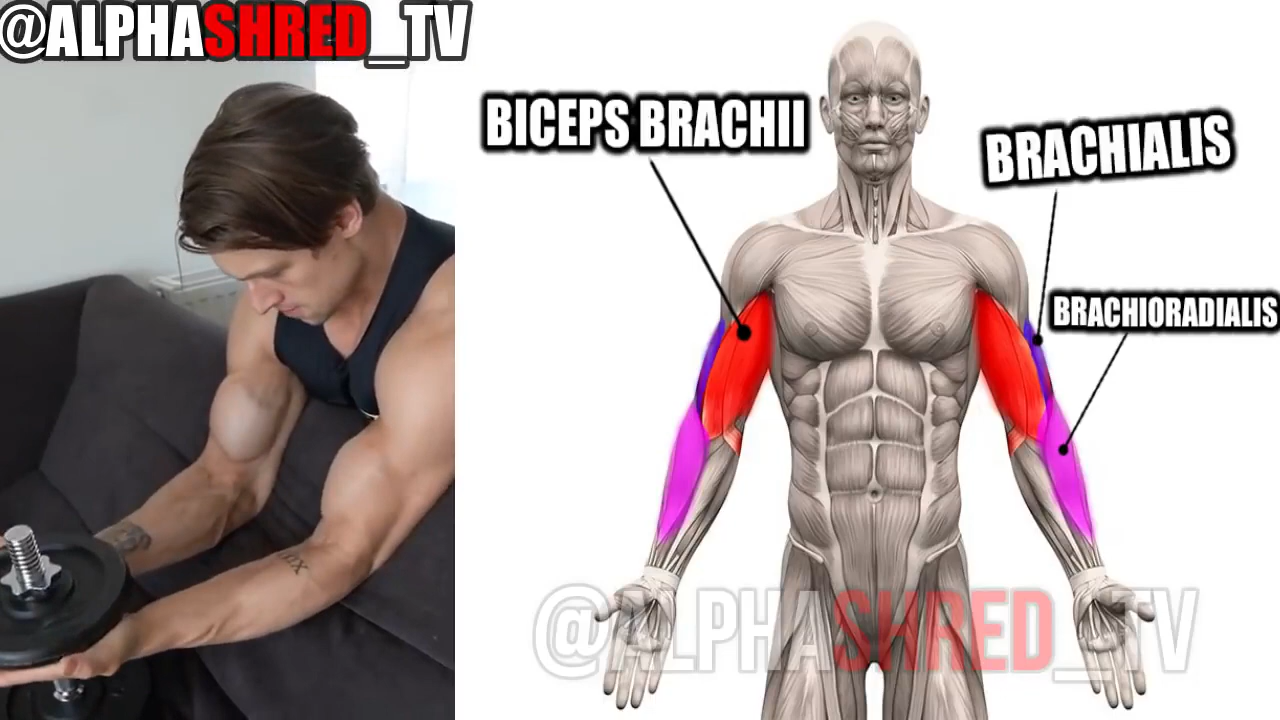 @ALPHASHRED_TV
BICEPS BRACHII
BRACHIALIS
BRACHIORADIALIS
@ALPHASHRED_TV